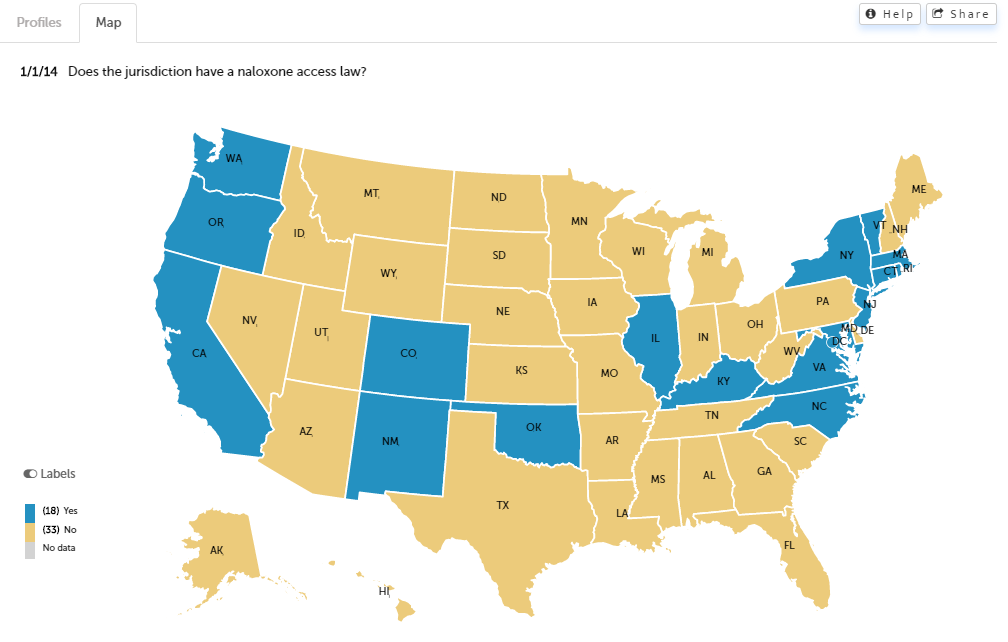 Profiles
Map
Help
Share
1/1/14 Does the jurisdiction have a naloxone access law?
WA
MT
ND
ME
OR
ID
MN
VT
NH
SD
WI
MI
NY
MA
WY
CT
RI
NE
IA
PA
NJ
NV
UT
OH
MD
DE
IL
IN
DC
CA
CO
WV
KS
MO
VA
KY
NC
AZ
NM
OK
TN
AR
SC
MS
AL
GA
Labels
TX
LA
(18) Yes
(33) No
No data
AK
FL
HI